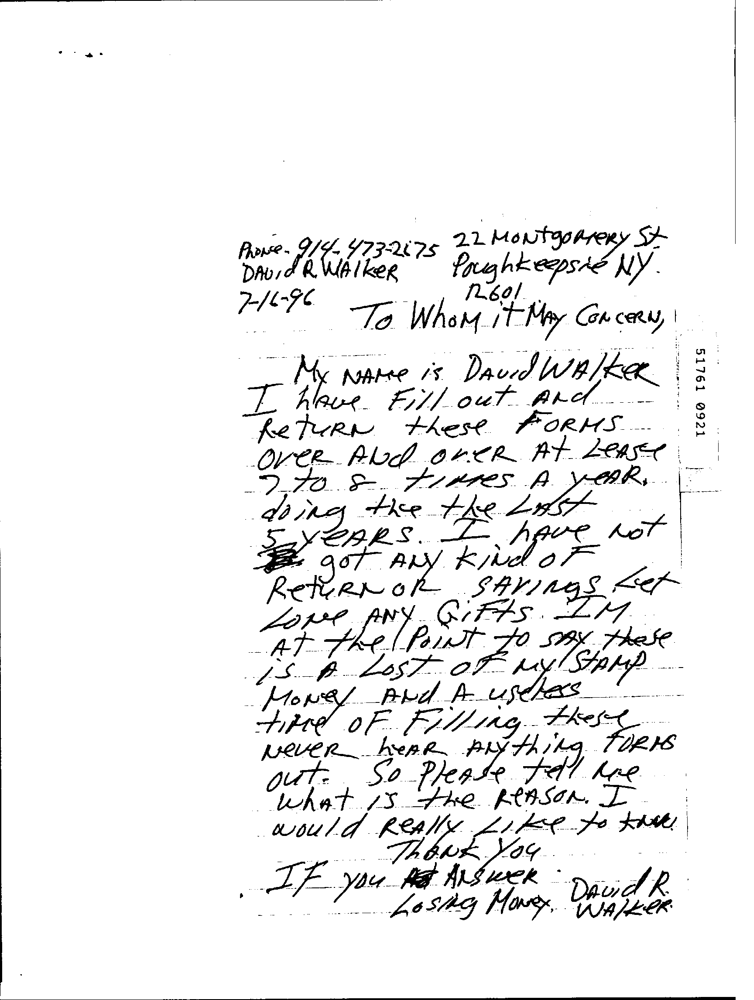 Phone- 914-473-2175 22 Montgomery St
David R Walker Poughkeepsie NY.
7-16-96 12601
To Whom it May Concern,
My name is David Walker
I have Fill out and
Return these Forms
over and over at Lease
7 to 8 times a year.
doing the the Last
5 years. I have not
got any kind of
Return or savings Let
Lone any Gifts. IM
At the Point to say these
is a Lost of my Stamp
Money and a useless
time of Filling these
never hear anything forms
out. So Please tell me
what is the reason. I
would really Like to know
Thank You
IF you Answer
Losing Money. David R.
Walker
51761 0921